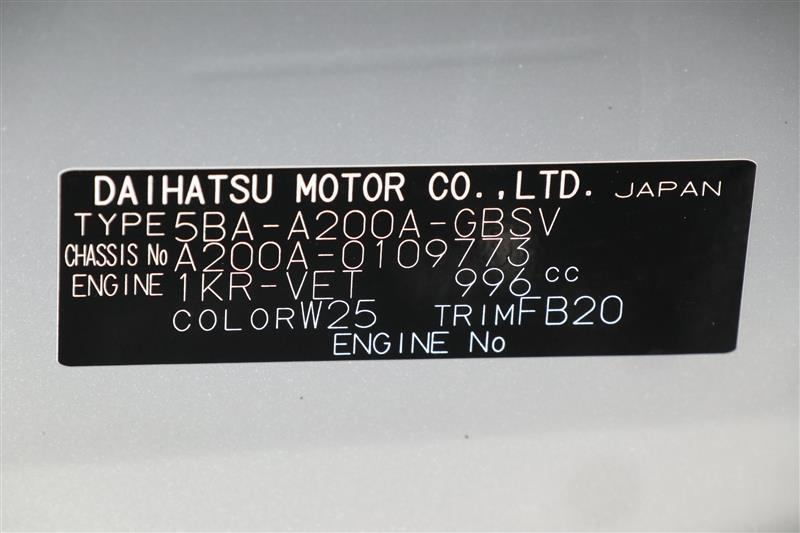 DAIHATSU MOTOR CO.,LTD. JAPAN
TYPE 5BA-A200A-GBSV
CHASSIS No A200A-0109773
ENGINE 1KR-VET 996 cc
COLOR W25 TRIM FB20
ENGINE No